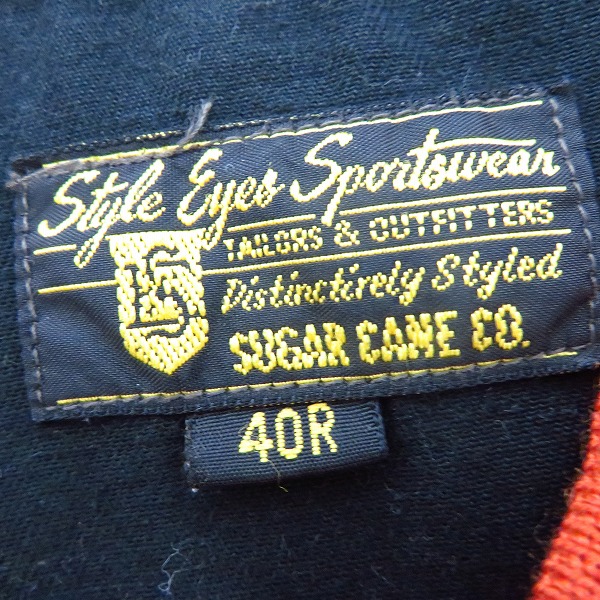 Style Eyes Sportswear
TAILORS & OUTFITTERS
Distinctively Styled
SUGAR CANE CO.
40R